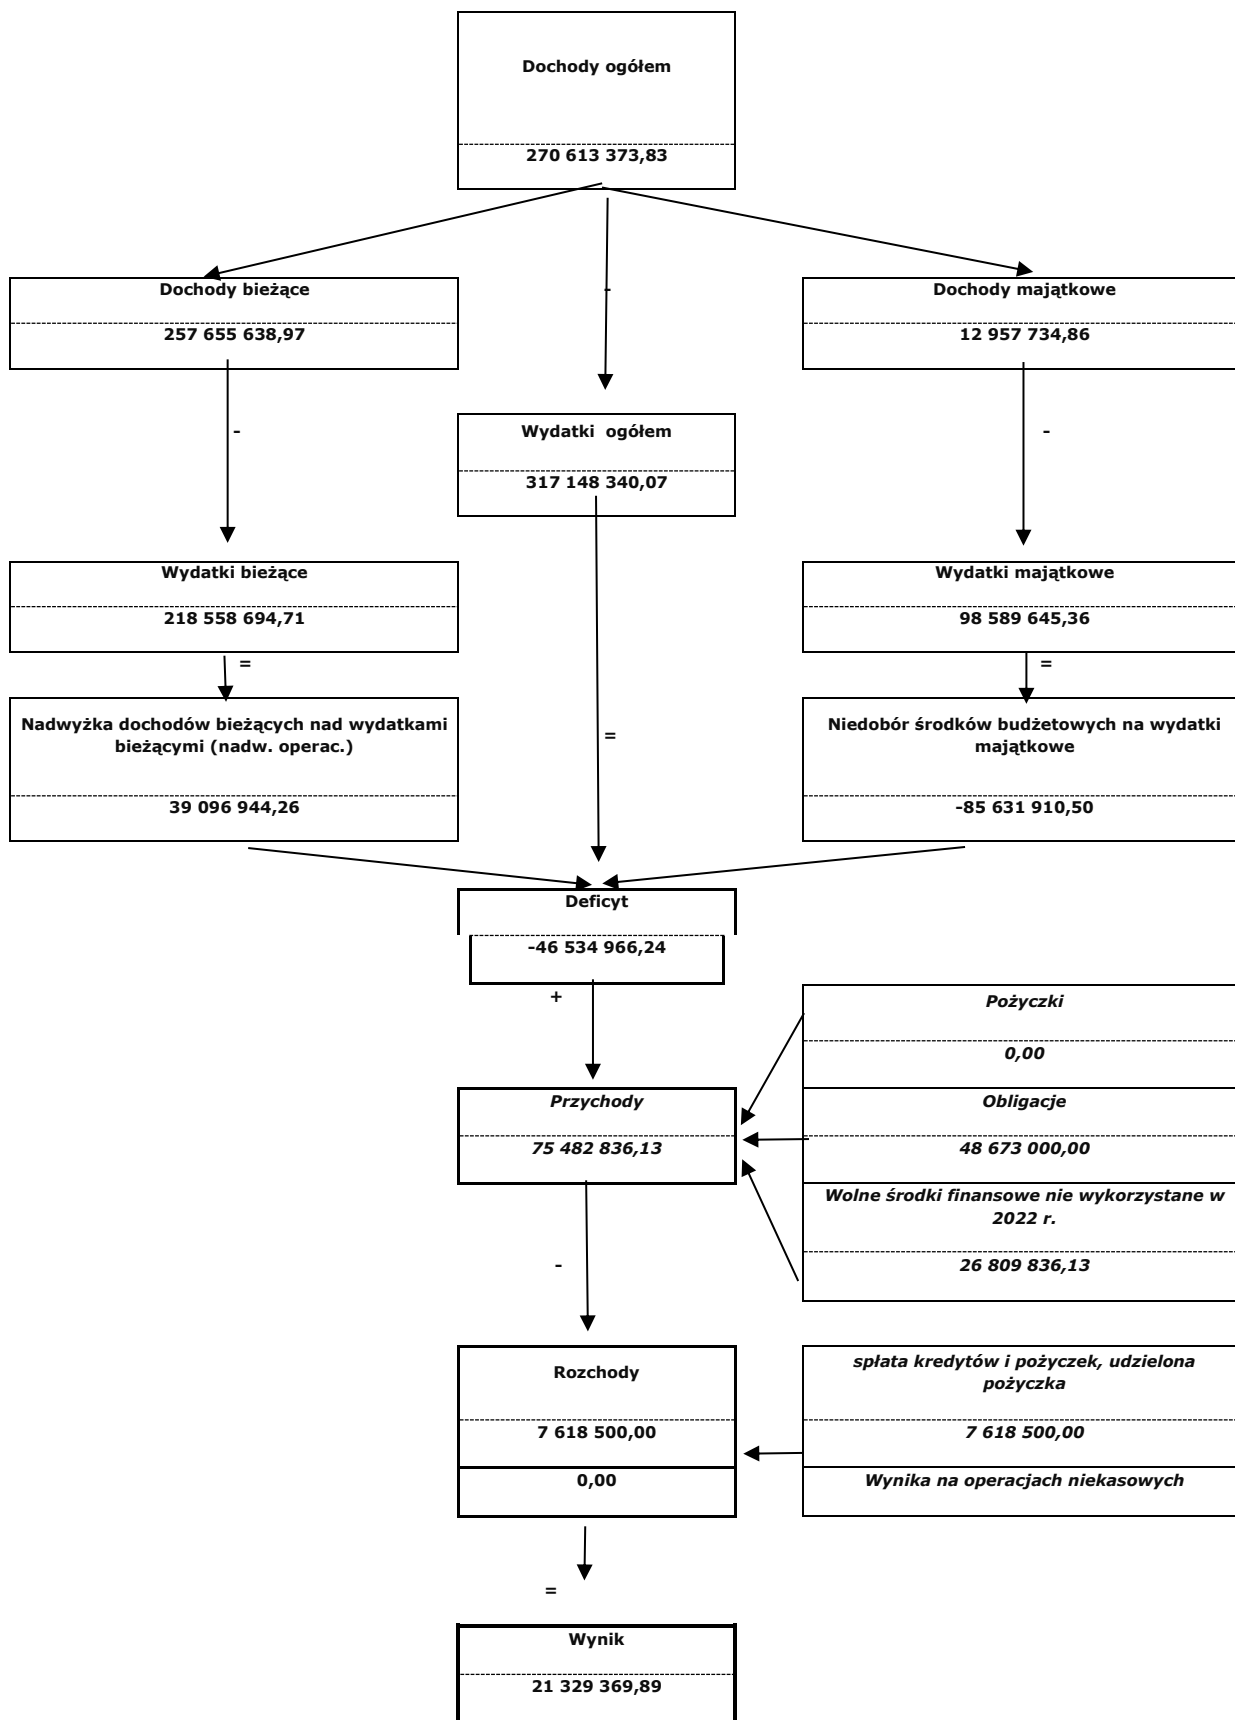 Dochody ogółem
270 613 373,83
Dochody bieżące
257 655 638,97
-
Dochody majątkowe
12 957 734,86
-
Wydatki ogółem
317 148 340,07
-
Wydatki bieżące
218 558 694,71
=
Wydatki majątkowe
98 589 645,36
=
Nadwyżka dochodów bieżących nad wydatkami
bieżącymi (nadw. operac.)
39 096 944,26
=
Niedobór środków budżetowych na wydatki
majątkowe
-85 631 910,50
Deficyt
-46 534 966,24
+
Pożyczki
0,00
Przychody
75 482 836,13
Obligacje
48 673 000,00
Wolne środki finansowe nie wykorzystane w
2022 r.
26 809 836,13
-
Rozchody
7 618 500,00
0,00
spłata kredytów i pożyczek, udzielona
pożyczka
7 618 500,00
Wynika na operacjach niekasowych
=
Wynik
21 329 369,89